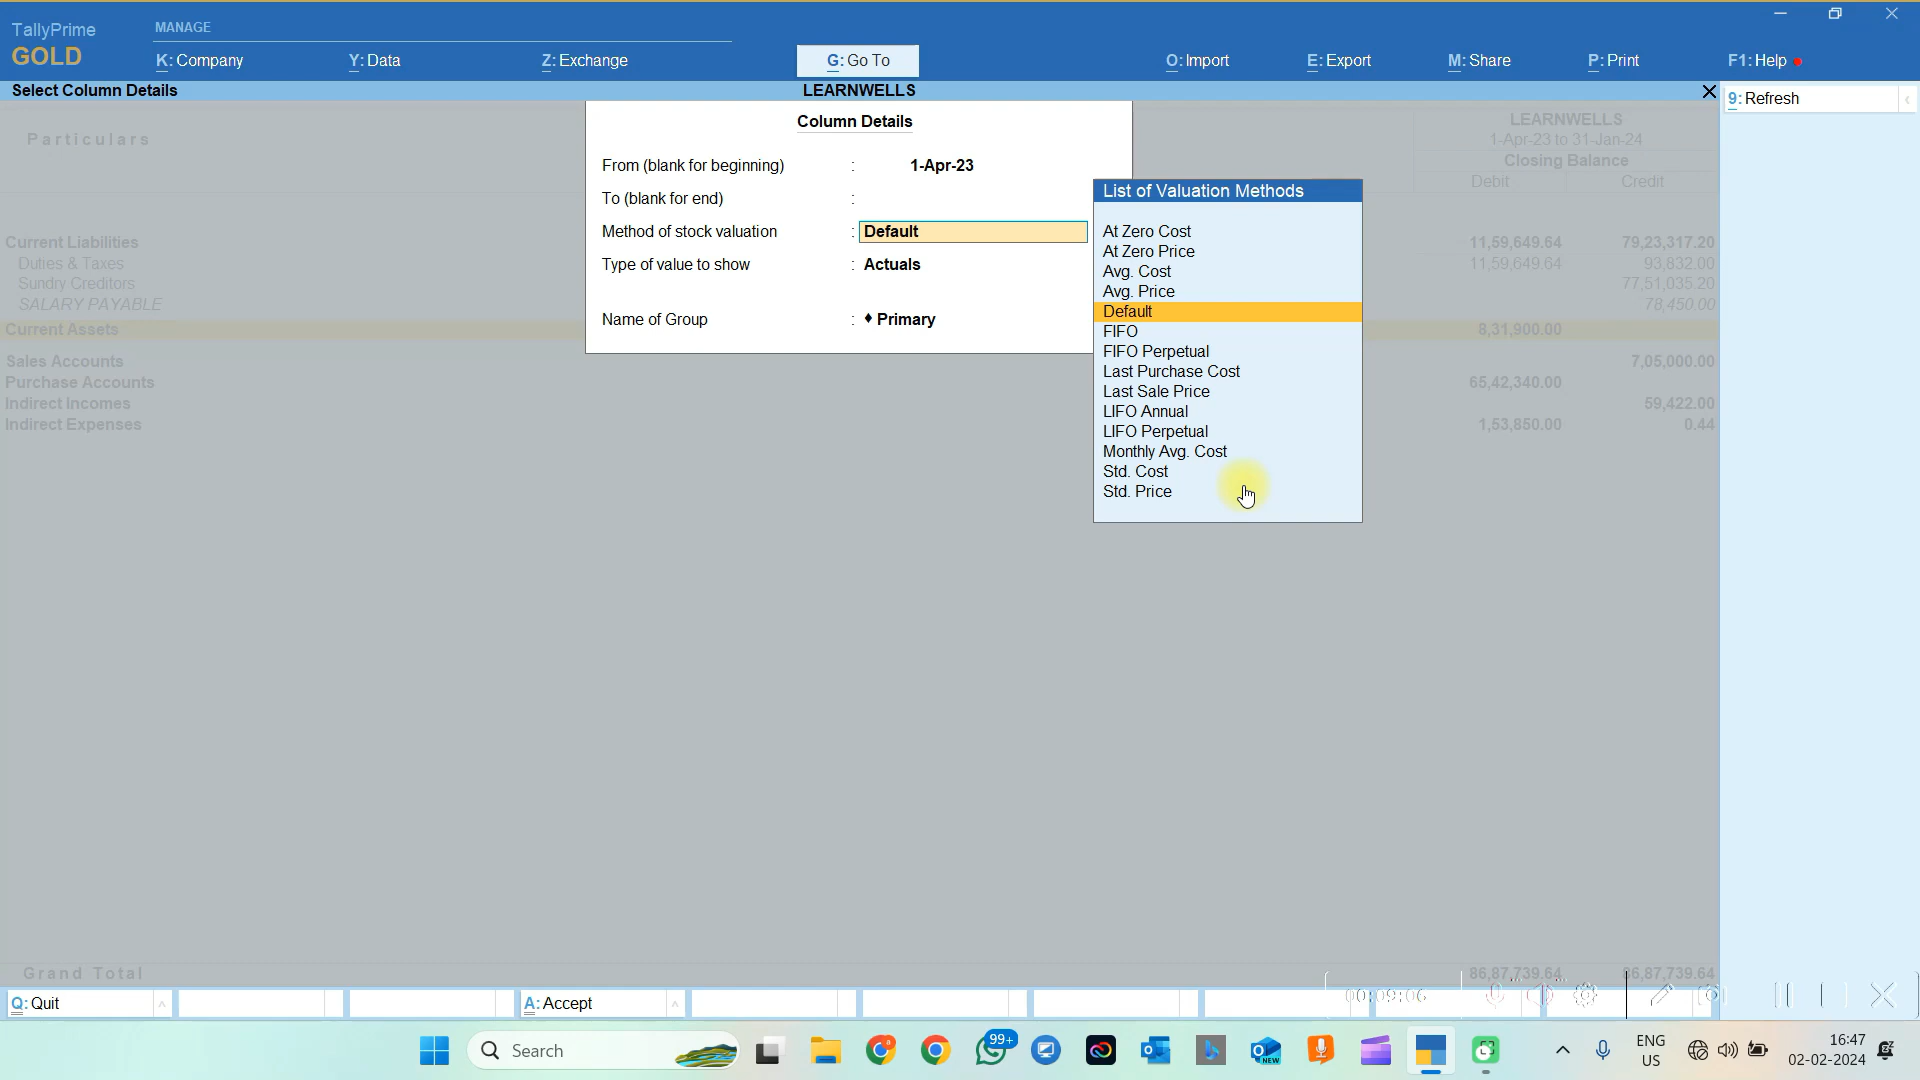 TallyPrime
GOLD
MANAGE
K: Company
Y: Data
Z: Exchange
G: Go To
O: Import
E: Export
M: Share
P: Print
F1: Help
Select Column Details
LEARNWELLS
9: Refresh
Particulars
LEARNWELLS
1-Apr-23 to 31-Jan-24
Closing Balance
Debit Credit
Column Details
From (blank for beginning) : 1-Apr-23
To (blank for end) :
Method of stock valuation : Default
Type of value to show : Actuals
Name of Group : ♦ Primary
List of Valuation Methods
At Zero Cost
At Zero Price
Avg. Cost
Avg. Price
Default
FIFO
FIFO Perpetual
Last Purchase Cost
Last Sale Price
LIFO Annual
LIFO Perpetual
Monthly Avg. Cost
Std. Cost
Std. Price
Current Liabilities 11,59,649.64 79,23,317.20
Duties & Taxes 11,59,649.64 93,832.00
Sundry Creditors 77,51,035.20
SALARY PAYABLE 78,450.00
Current Assets 8,31,900.00
Sales Accounts 7,05,000.00
Purchase Accounts 65,42,340.00
Indirect Incomes 59,422.00
Indirect Expenses 1,53,850.00 0.44
Grand Total 86,87,739.64 86,87,739.64
Q: Quit
A: Accept
00:09:06
Search
99+
NEW
ENG
US
16:47
02-02-2024